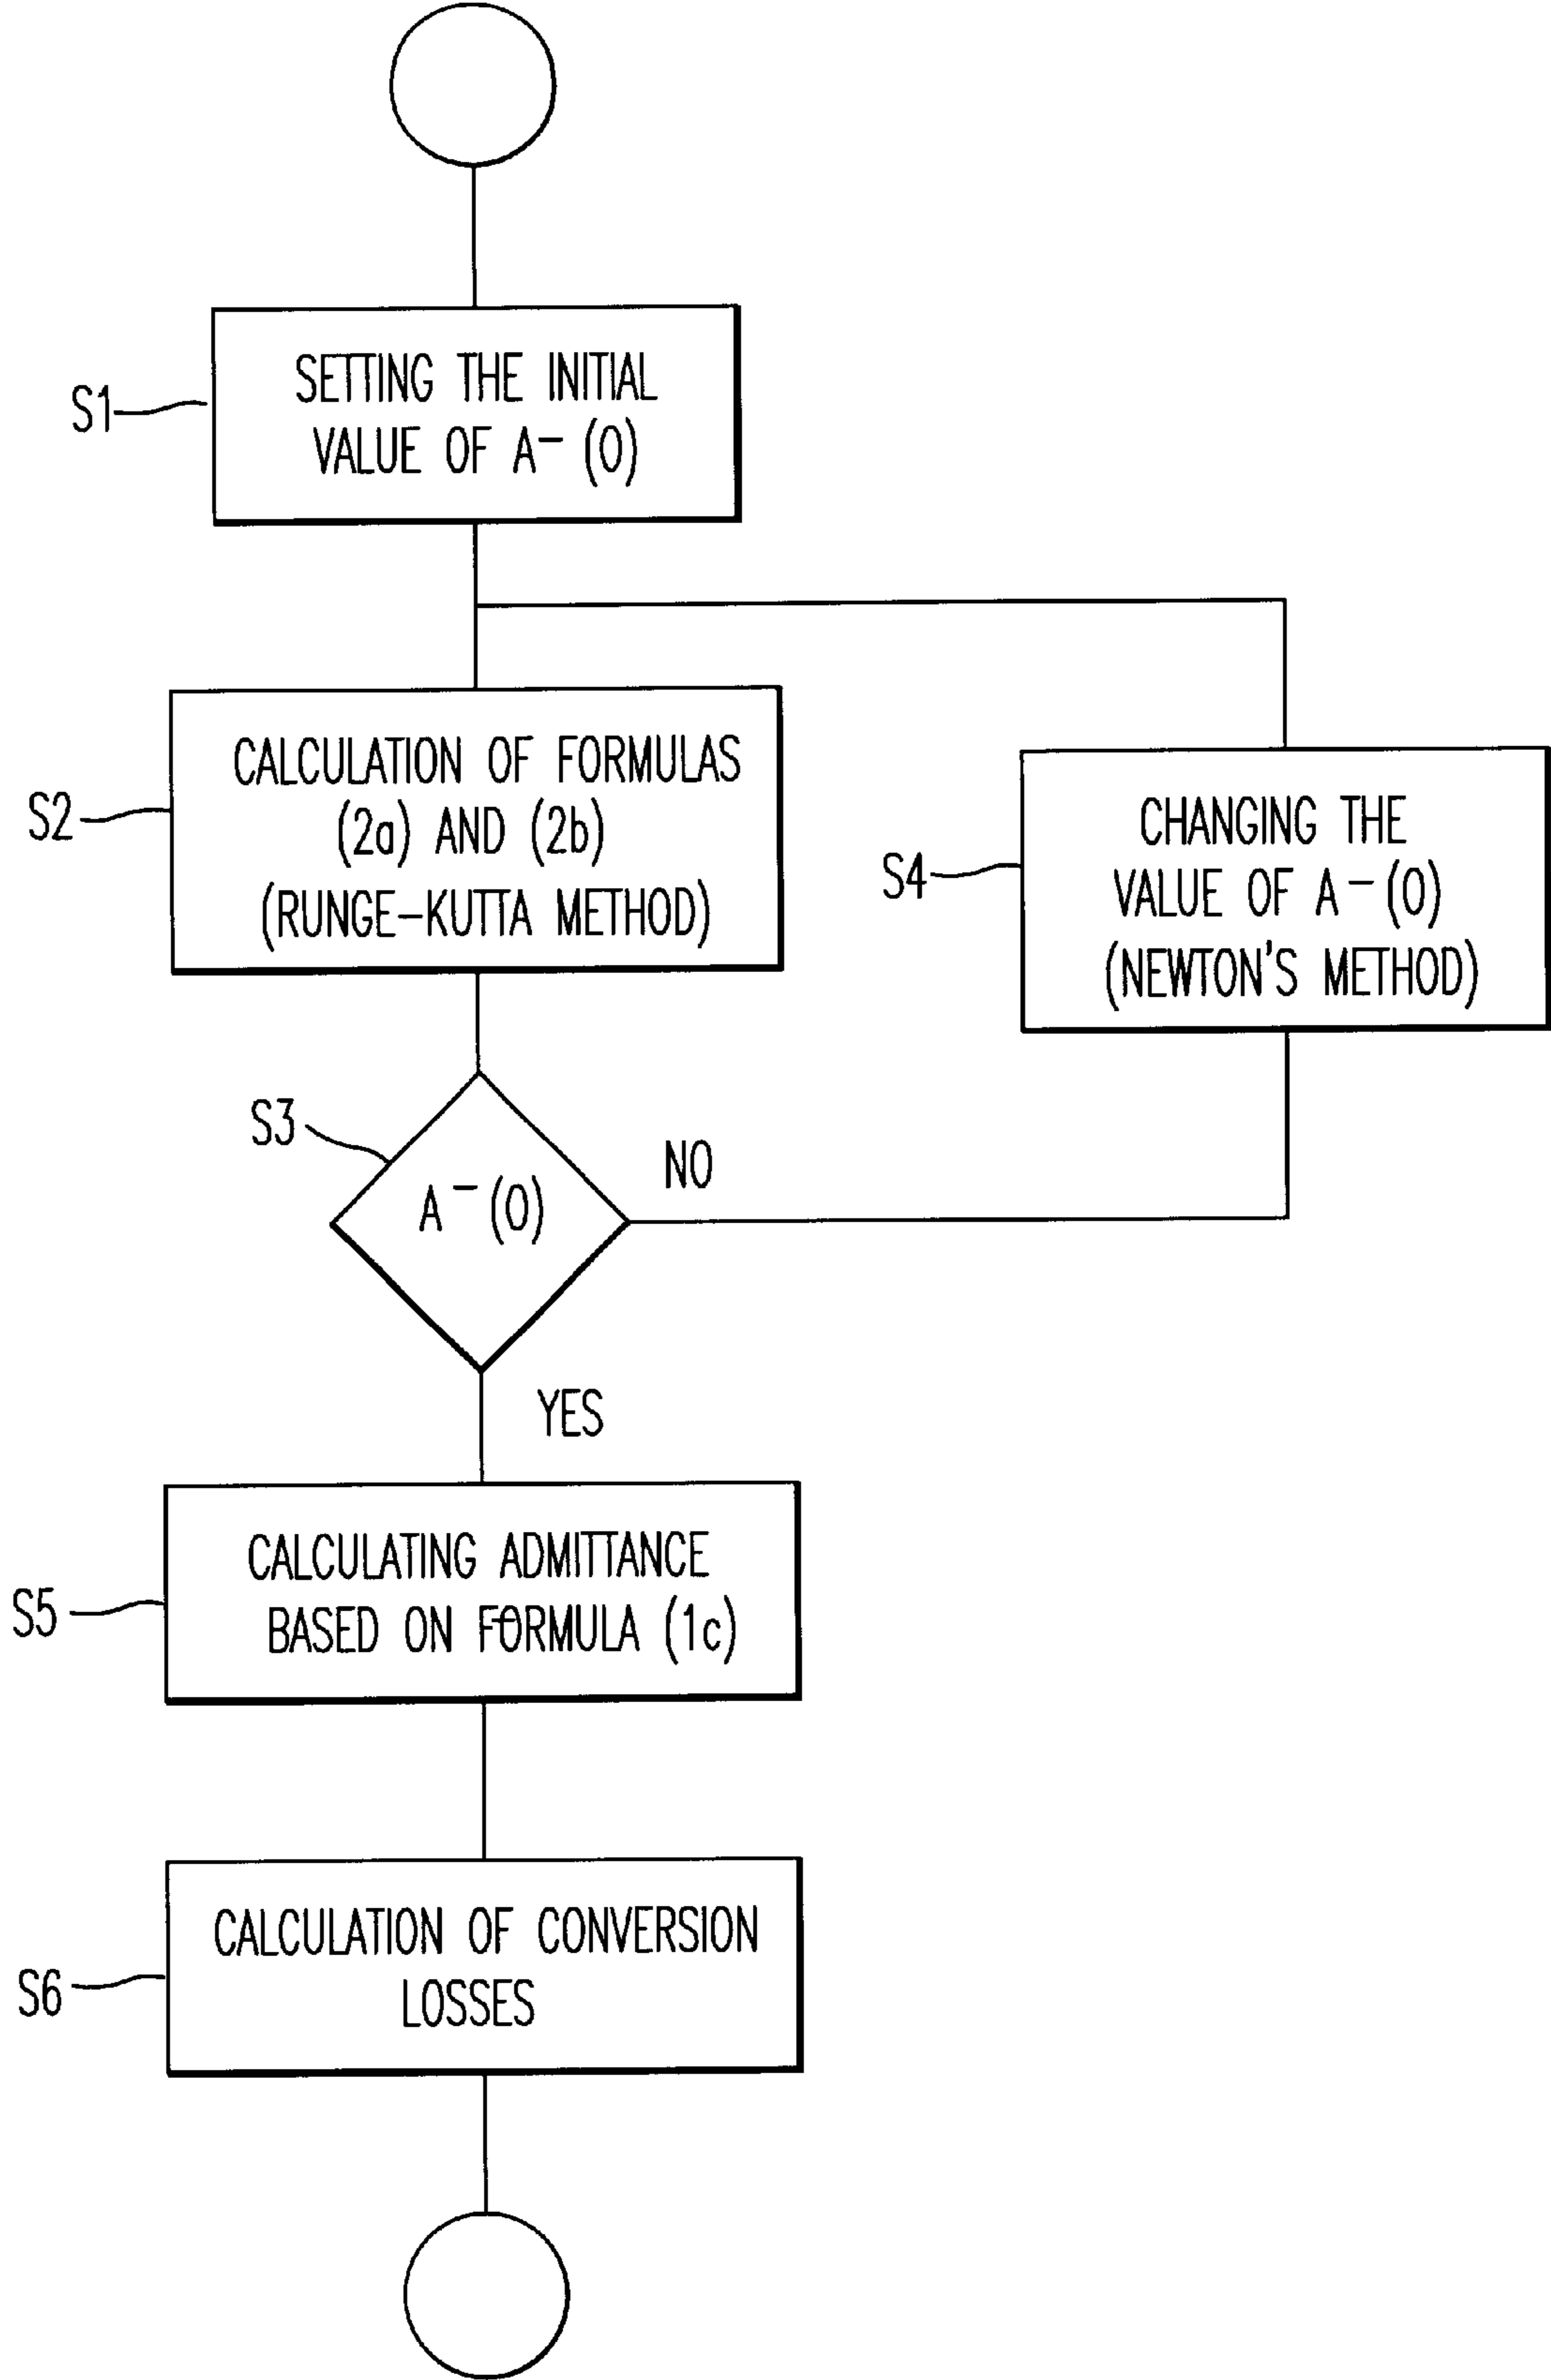 S1
SETTING THE INITIAL
VALUE OF A⁻ (0)
S2
CALCULATION OF FORMULAS
(2a) AND (2b)
(RUNGE-KUTTA METHOD)
S4
CHANGING THE
VALUE OF A⁻ (0)
(NEWTON'S METHOD)
S3
A⁻ (0)
NO
YES
S5
CALCULATING ADMITTANCE
BASED ON FORMULA (1c)
S6
CALCULATION OF CONVERSION
LOSSES